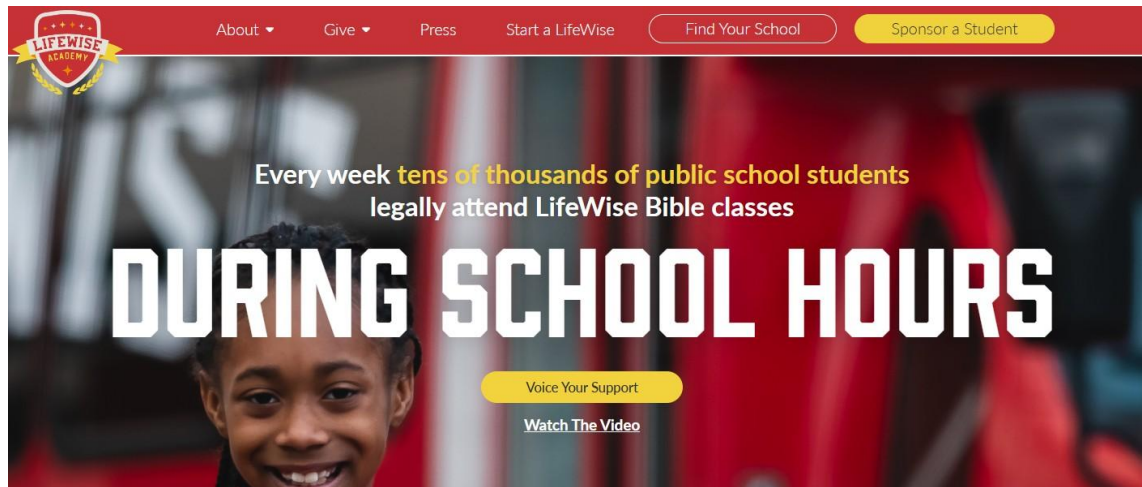 LIFEWISE
ACADEMY
About
Give
Press
Start a LifeWise
Find Your School
Sponsor a Student
Every week tens of thousands of public school students
legally attend LifeWise Bible classes
DURING SCHOOL HOURS
Voice Your Support
Watch The Video